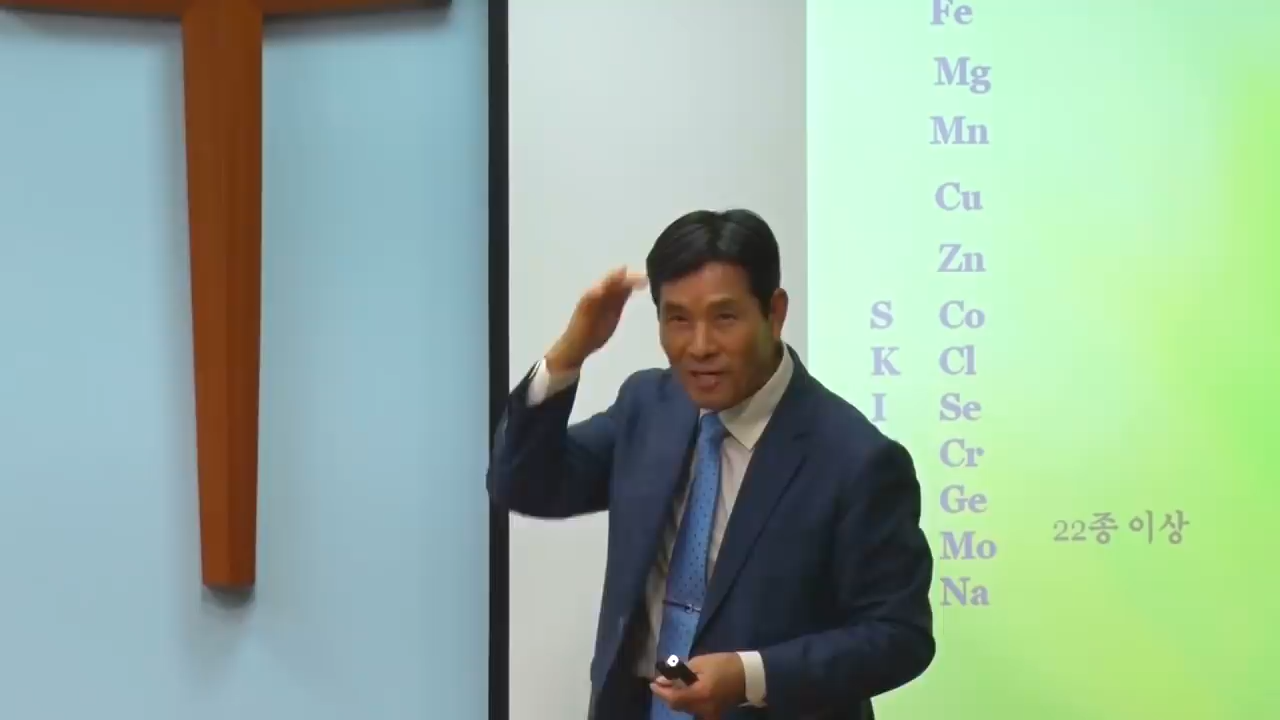 Fe
Mg
Mn
Cu
Zn
S Co
K Cl
I Se
Cr
Ge
22종 이상
Mo
Na